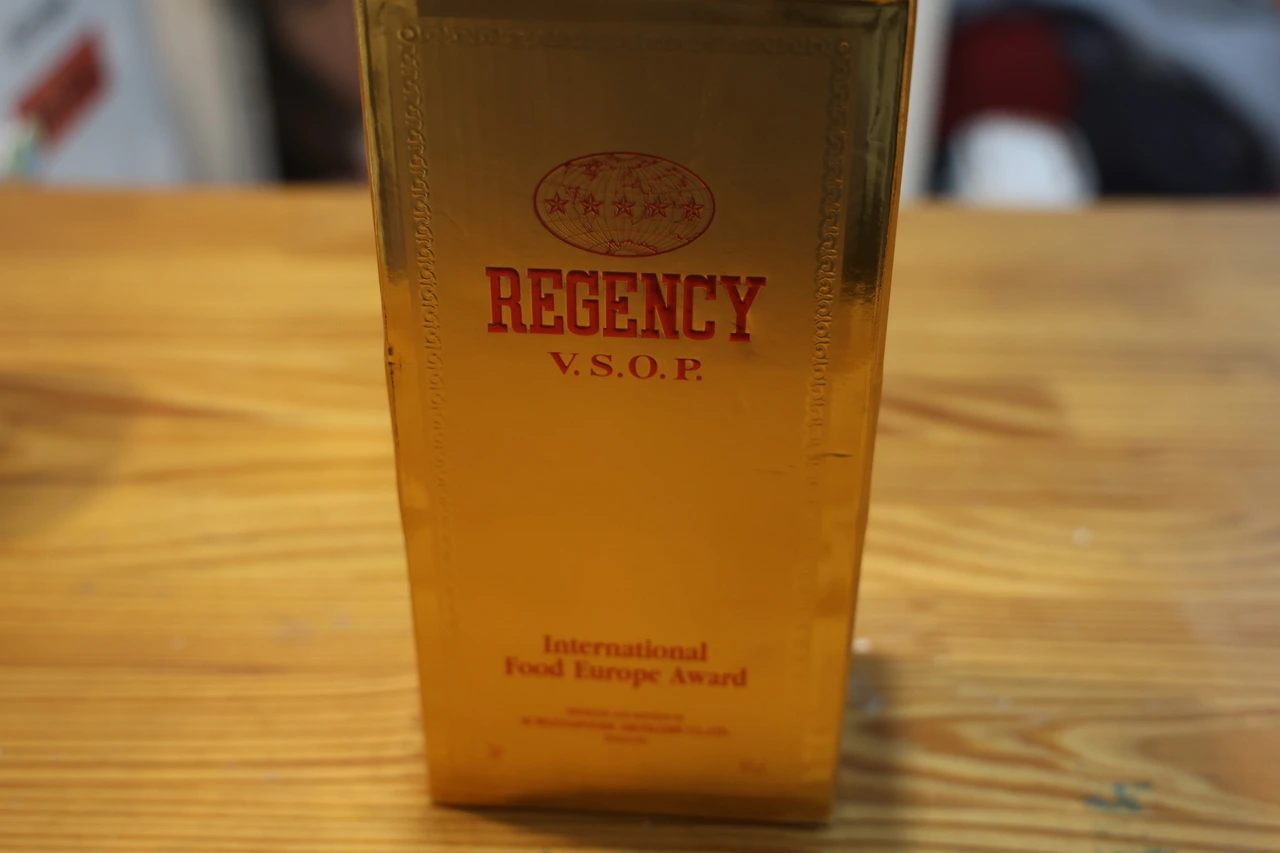 REGENCY
V.S.O.P.
International
Food Europe Award